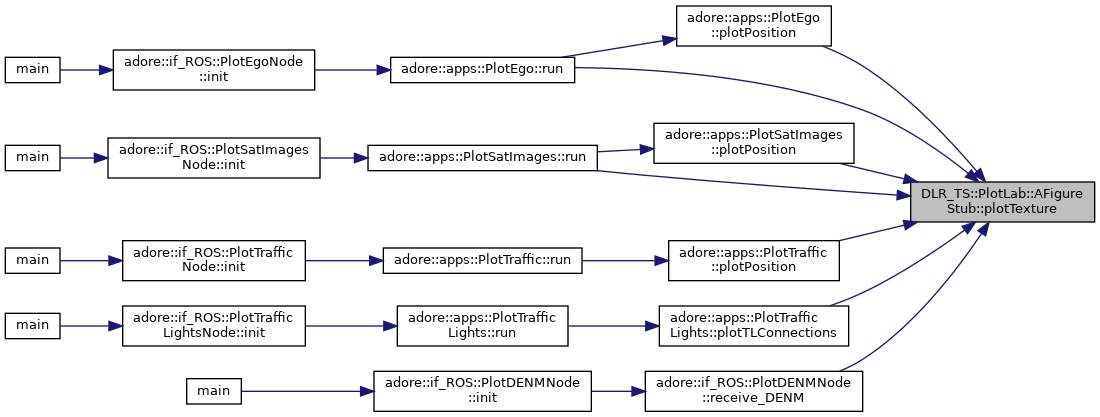 adore::apps::PlotEgo
::plotPosition
main
adore::if_ROS::PlotEgoNode
::init
adore::apps::PlotEgo::run
main
adore::if_ROS::PlotSatImages
Node::init
adore::apps::PlotSatImages::run
adore::apps::PlotSatImages
::plotPosition
DLR_TS::PlotLab::AFigure
Stub::plotTexture
main
adore::if_ROS::PlotTraffic
Node::init
adore::apps::PlotTraffic::run
adore::apps::PlotTraffic
::plotPosition
main
adore::if_ROS::PlotTraffic
LightsNode::init
adore::apps::PlotTraffic
Lights::run
adore::apps::PlotTraffic
Lights::plotTLConnections
main
adore::if_ROS::PlotDENMNode
::init
adore::if_ROS::PlotDENMNode
::receive_DENM